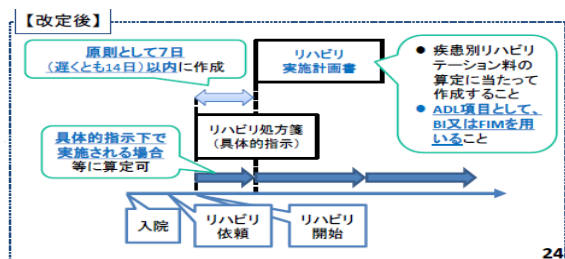 【改定後】
原則として7日
（遅くとも14日）以内に作成
リハビリ
実施計画書
● 疾患別リハビリ
テーション料の
算定に当たって
作成すること
● ADL項目として、
BI又はFIMを用
いること
リハビリ処方箋
（具体的指示）
具体的指示下で
実施される場合
等に算定可
入院
リハビリ
依頼
リハビリ
開始
24